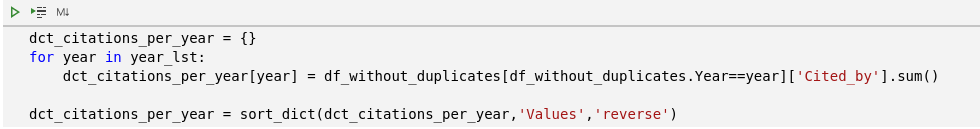 M↓
dct_citations_per_year = {}
for year in year_lst:
    dct_citations_per_year[year] = df_without_duplicates[df_without_duplicates.Year==year]['Cited_by'].sum()
dct_citations_per_year = sort_dict(dct_citations_per_year,'Values','reverse')